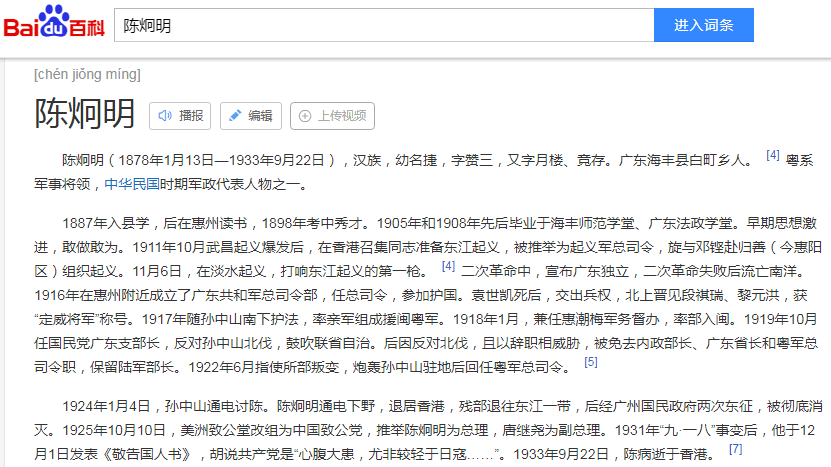 Bai du 百科
陈炯明
进入词条
[chén jiǒng míng]
陈炯明
播报
编辑
上传视频
陈炯明（1878年1月13日—1933年9月22日），汉族，幼名捷，字赞三，又字月楼、竞存。广东海丰县白町乡人。 [4] 粤系
军事将领，中华民国时期军政代表人物之一。
1887年入县学，后在惠州读书，1898年考中秀才。1905年和1908年先后毕业于海丰师范学堂、广东法政学堂。早期思想激
进，敢做敢为。1911年10月武昌起义爆发后，在香港召集同志准备东江起义，被推举为起义军总司令，旋与邓铿赴归善（今惠阳
区）组织起义。11月6日，在淡水起义，打响东江起义的第一枪。 [4] 二次革命中，宣布广东独立，二次革命失败后流亡南洋。
1916年在惠州附近成立了广东共和军总司令部，任总司令，参加护国。袁世凯死后，交出兵权，北上晋见段祺瑞、黎元洪，获
“定威将军”称号。1917年随孙中山南下护法，率亲军组成援闽粤军。1918年1月，兼任惠潮梅军务督办，率部入闽。1919年10月
任国民党广东支部长，反对孙中山北伐，鼓吹联省自治。后因反对北伐，且以辞职相威胁，被免去内政部长、广东省长和粤军总
司令职，保留陆军部长。1922年6月指使所部叛变，炮轰孙中山驻地后回任粤军总司令。 [5]
1924年1月4日，孙中山通电讨陈。陈炯明通电下野，退居香港，残部退往东江一带，后经广州国民政府两次东征，被彻底消
灭。1925年10月10日，美洲致公堂改组为中国致公党，推举陈炯明为总理，唐继尧为副总理。1931年“九·一八”事变后，他于12
月1日发表《敬告国人书》，胡说共产党是“心腹大患，尤非较轻于日寇……”。1933年9月22日，陈病逝于香港。 [7]